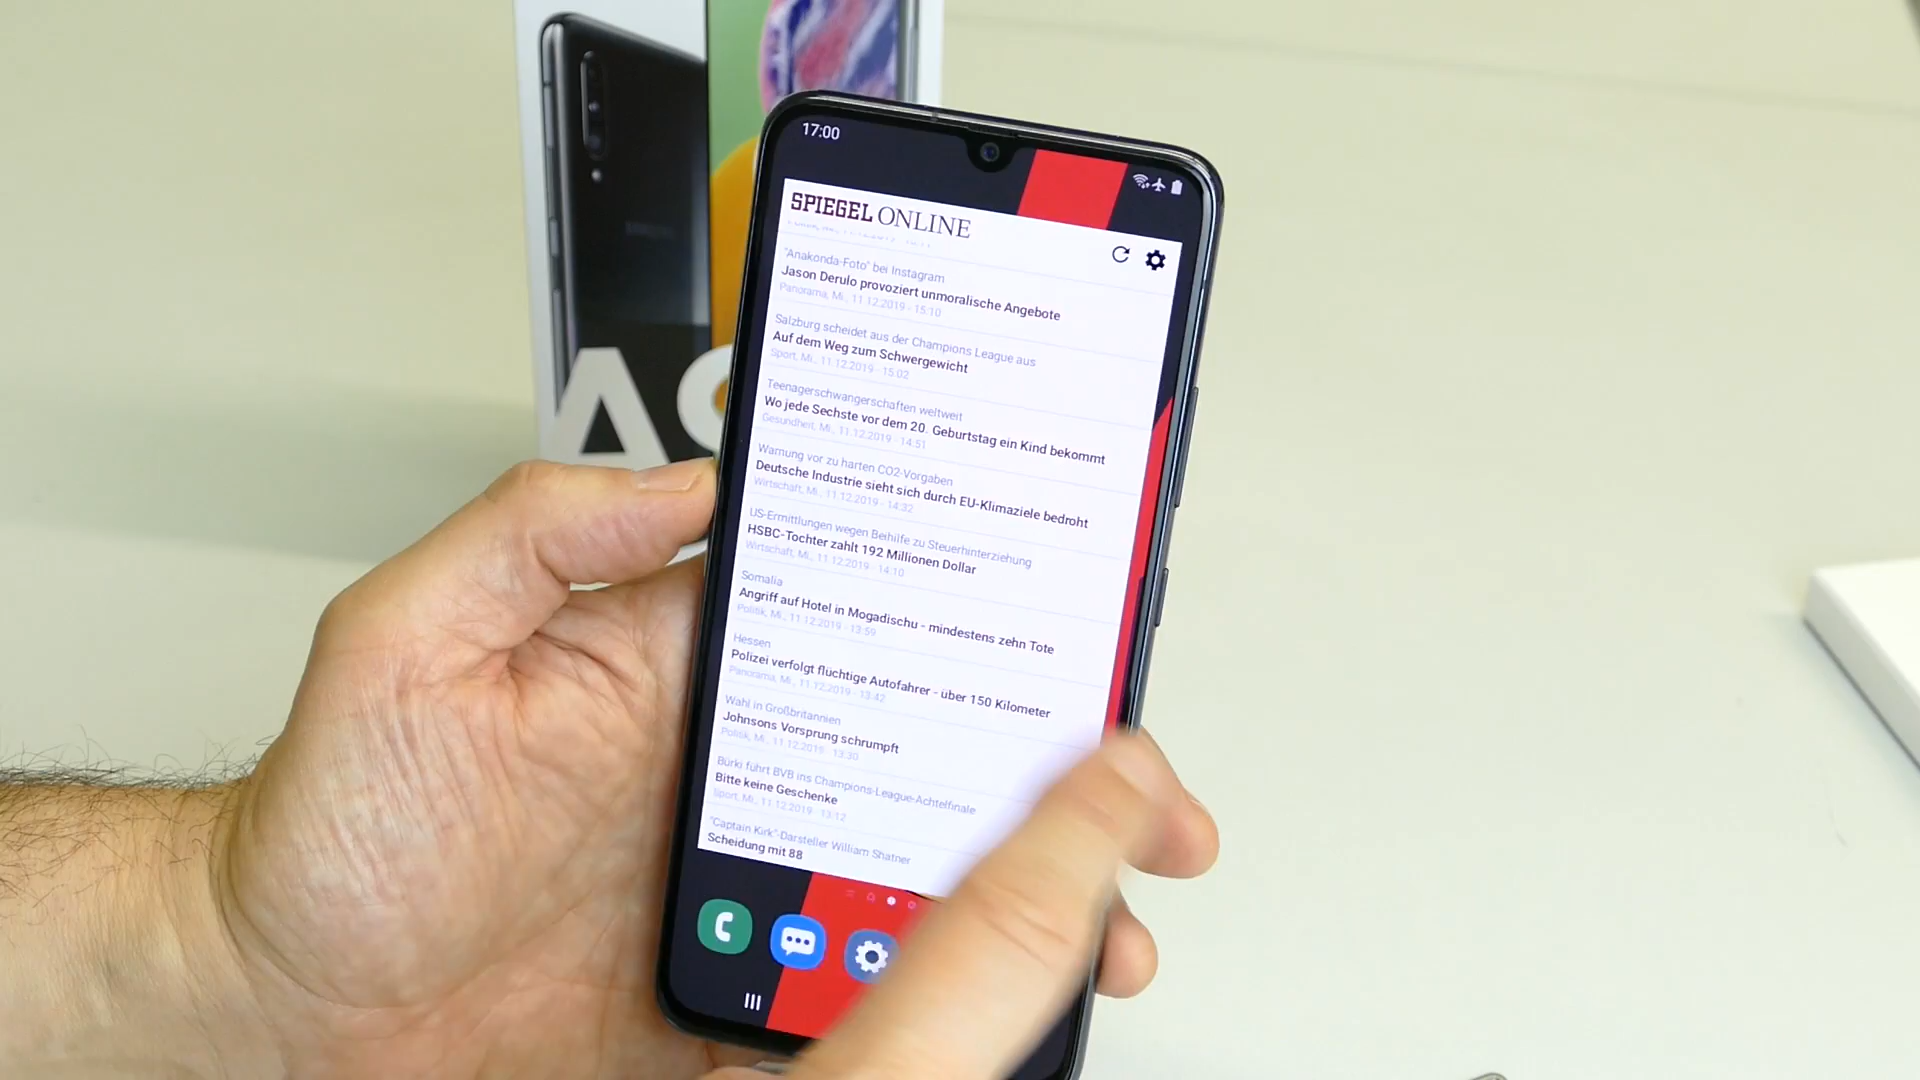 17:00
SPIEGEL ONLINE
"Anakonda-Foto" bei Instagram
Jason Derulo provoziert unmoralische Angebote
Panorama, Mi., 11.12.2019 - 15:10
Salzburg scheidet aus der Champions League aus
Auf dem Weg zum Schwergewicht
Sport, Mi., 11.12.2019 - 15:02
Teenagerschwangerschaften weltweit
Wo jede Sechste vor dem 20. Geburtstag ein Kind bekommt
Gesundheit, Mi., 11.12.2019 - 14:51
Warnung vor zu harten CO2-Vorgaben
Deutsche Industrie sieht sich durch EU-Klimaziele bedroht
Wirtschaft, Mi., 11.12.2019 - 14:32
US-Ermittlungen wegen Beihilfe zu Steuerhinterziehung
HSBC-Tochter zahlt 192 Millionen Dollar
Wirtschaft, Mi., 11.12.2019 - 14:10
Somalia
Angriff auf Hotel in Mogadischu - mindestens zehn Tote
Politik, Mi., 11.12.2019 - 13:59
Hessen
Polizei verfolgt flüchtige Autofahrer - über 150 Kilometer
Panorama, Mi., 11.12.2019 - 13:42
Wahl in Großbritannien
Johnsons Vorsprung schrumpft
Politik, Mi., 11.12.2019 - 13:30
Bürki führt BVB ins Champions-League-Achtelfinale
Bitte keine Geschenke
Sport, Mi., 11.12.2019 - 13:12
"Captain Kirk"-Darsteller William Shatner
Scheidung mit 88